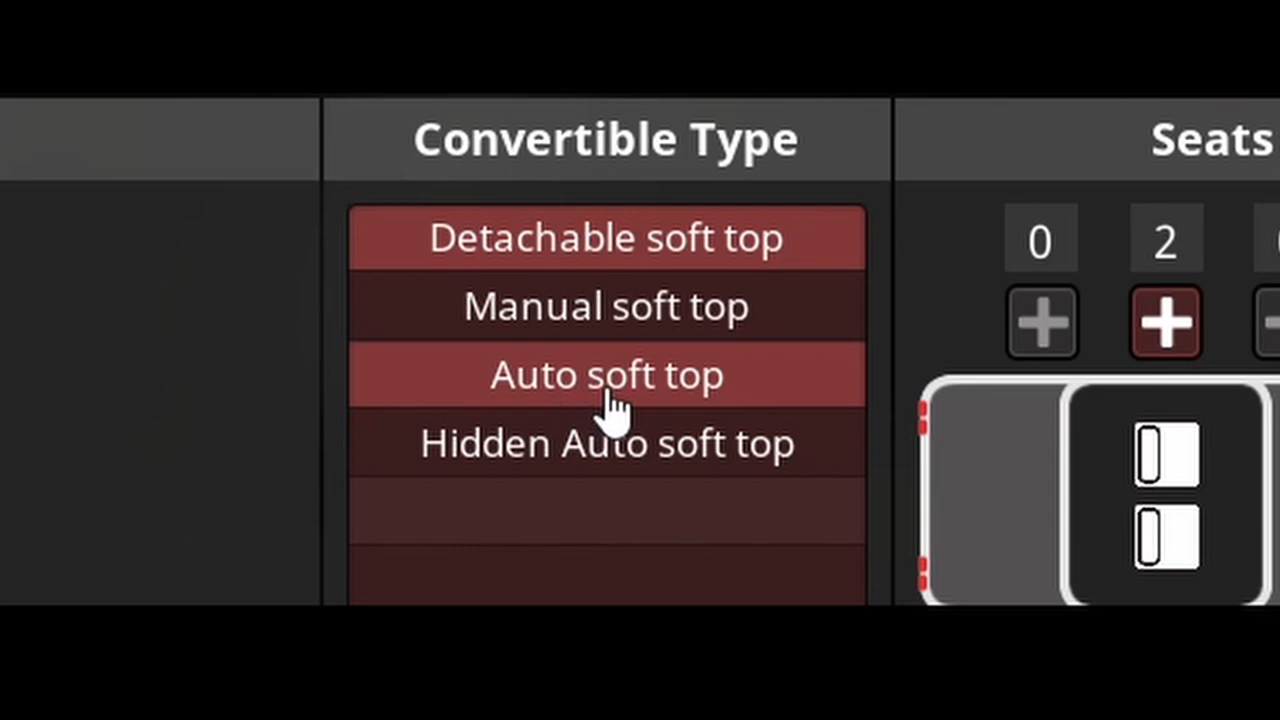 Convertible Type
Seats
Detachable soft top
Manual soft top
Auto soft top
Hidden Auto soft top
0
2